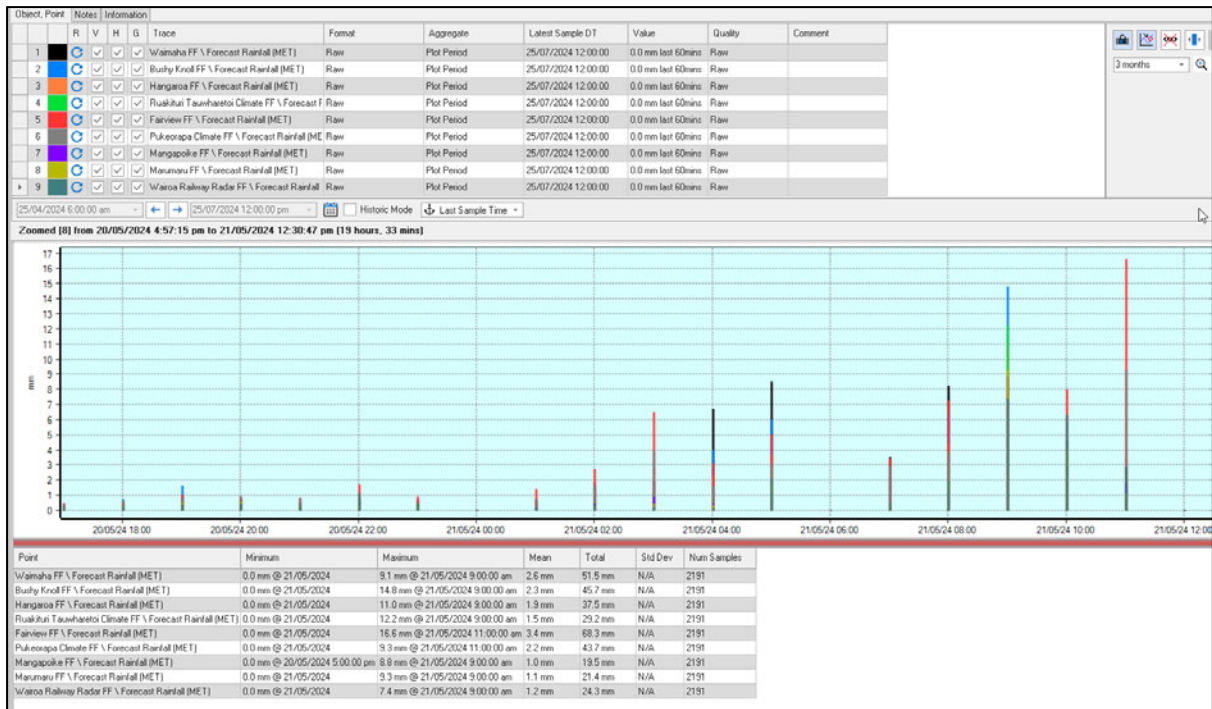 Object, Point Notes Information
R V H G Trace Format Aggregate Latest Sample DT Value Quality Comment
1 Waimaha FF \ Forecast Rainfall (MET) Raw Plot Period 25/07/2024 12:00:00 0.0 mm last 60mins Raw
2 Bushy Knoll FF \ Forecast Rainfall (MET) Raw Plot Period 25/07/2024 12:00:00 0.0 mm last 60mins Raw
3 Hangaroa FF \ Forecast Rainfall (MET) Raw Plot Period 25/07/2024 12:00:00 0.0 mm last 60mins Raw
4 Ruakituri Tauwharetoi Climate FF \ Forecast F Raw Plot Period 25/07/2024 12:00:00 0.0 mm last 60mins Raw
5 Fairview FF \ Forecast Rainfall (MET) Raw Plot Period 25/07/2024 12:00:00 0.0 mm last 60mins Raw
6 Pukeorapa Climate FF \ Forecast Rainfall (ME Raw Plot Period 25/07/2024 12:00:00 0.0 mm last 60mins Raw
7 Mangapoike FF \ Forecast Rainfall (MET) Raw Plot Period 25/07/2024 12:00:00 0.0 mm last 60mins Raw
8 Marumaru FF \ Forecast Rainfall (MET) Raw Plot Period 25/07/2024 12:00:00 0.0 mm last 60mins Raw
9 Wairoa Railway Radar FF \ Forecast Rainfall Raw Plot Period 25/07/2024 12:00:00 0.0 mm last 60mins Raw
3 months
25/04/2024 6:00:00 am 25/07/2024 12:00:00 pm Historic Mode Last Sample Time
Zoomed [8] from 20/05/2024 4:57:15 pm to 21/05/2024 12:30:47 pm (19 hours, 33 mins)
17
16
15
14
13
12
11
10
9
8
7
6
5
4
3
2
1
0
mm
20/05/24 18:00 20/05/24 20:00 20/05/24 22:00 21/05/24 00:00 21/05/24 02:00 21/05/24 04:00 21/05/24 06:00 21/05/24 08:00 21/05/24 10:00 21/05/24 12:00
Point Minimum Maximum Mean Total Std Dev Num Samples
Waimaha FF \ Forecast Rainfall (MET) 0.0 mm @ 21/05/2024 9.1 mm @ 21/05/2024 9:00:00 am 2.6 mm 51.5 mm N/A 2191
Bushy Knoll FF \ Forecast Rainfall (MET) 0.0 mm @ 21/05/2024 14.8 mm @ 21/05/2024 9:00:00 am 2.3 mm 45.7 mm N/A 2191
Hangaroa FF \ Forecast Rainfall (MET) 0.0 mm @ 21/05/2024 11.0 mm @ 21/05/2024 9:00:00 am 1.9 mm 37.5 mm N/A 2191
Ruakituri Tauwharetoi Climate FF \ Forecast Rainfall (MET) 0.0 mm @ 21/05/2024 12.2 mm @ 21/05/2024 9:00:00 am 1.5 mm 29.2 mm N/A 2191
Fairview FF \ Forecast Rainfall (MET) 0.0 mm @ 21/05/2024 16.6 mm @ 21/05/2024 11:00:00 am 3.4 mm 68.3 mm N/A 2191
Pukeorapa Climate FF \ Forecast Rainfall (MET) 0.0 mm @ 21/05/2024 9.3 mm @ 21/05/2024 11:00:00 am 2.2 mm 43.7 mm N/A 2191
Mangapoike FF \ Forecast Rainfall (MET) 0.0 mm @ 20/05/2024 5:00:00 pm 8.8 mm @ 21/05/2024 9:00:00 am 1.0 mm 19.5 mm N/A 2191
Marumaru FF \ Forecast Rainfall (MET) 0.0 mm @ 21/05/2024 9.3 mm @ 21/05/2024 9:00:00 am 1.1 mm 21.4 mm N/A 2191
Wairoa Railway Radar FF \ Forecast Rainfall (MET) 0.0 mm @ 21/05/2024 7.4 mm @ 21/05/2024 9:00:00 am 1.2 mm 24.3 mm N/A 2191